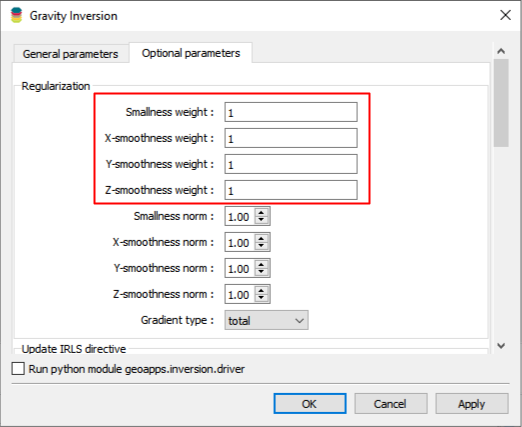 Gravity Inversion
General parameters
Optional parameters
Regularization
Smallness weight :
1
X-smoothness weight :
1
Y-smoothness weight :
1
Z-smoothness weight :
1
Smallness norm :
1.00
X-smoothness norm :
1.00
Y-smoothness norm :
1.00
Z-smoothness norm :
1.00
Gradient type :
total
Update IRLS directive
Run python module geoapps.inversion.driver
OK
Cancel
Apply